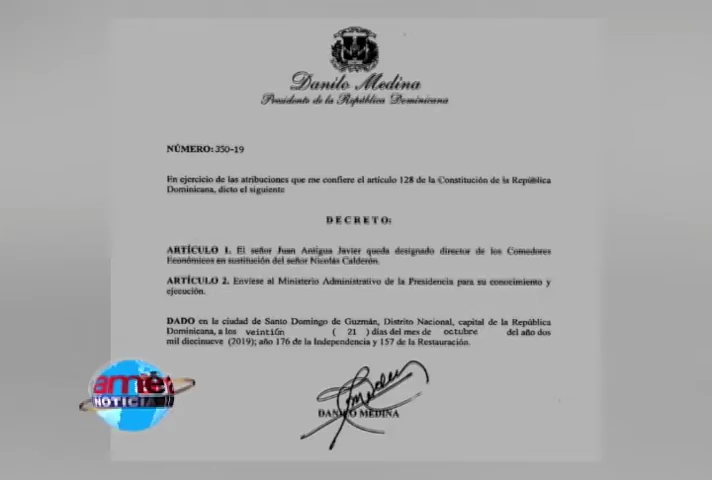 Danilo Medina
Presidente de la República Dominicana
NÚMERO: 350-19
En ejercicio de las atribuciones que me confiere el artículo 128 de la Constitución de la República
Dominicana, dicto el siguiente
DECRETO:
ARTÍCULO 1. El señor Juan Antigua Javier queda designado director de los Comedores
Económicos en sustitución del señor Nicolás Calderón.
ARTÍCULO 2. Envíese al Ministerio Administrativo de la Presidencia para su conocimiento y
ejecución.
DADO en la ciudad de Santo Domingo de Guzmán, Distrito Nacional, capital de la República
Dominicana, a los veintiún ( 21 ) días del mes de octubre del año dos
mil diecinueve (2019); año 176 de la Independencia y 157 de la Restauración.
DANILO MEDINA
NOTICIA